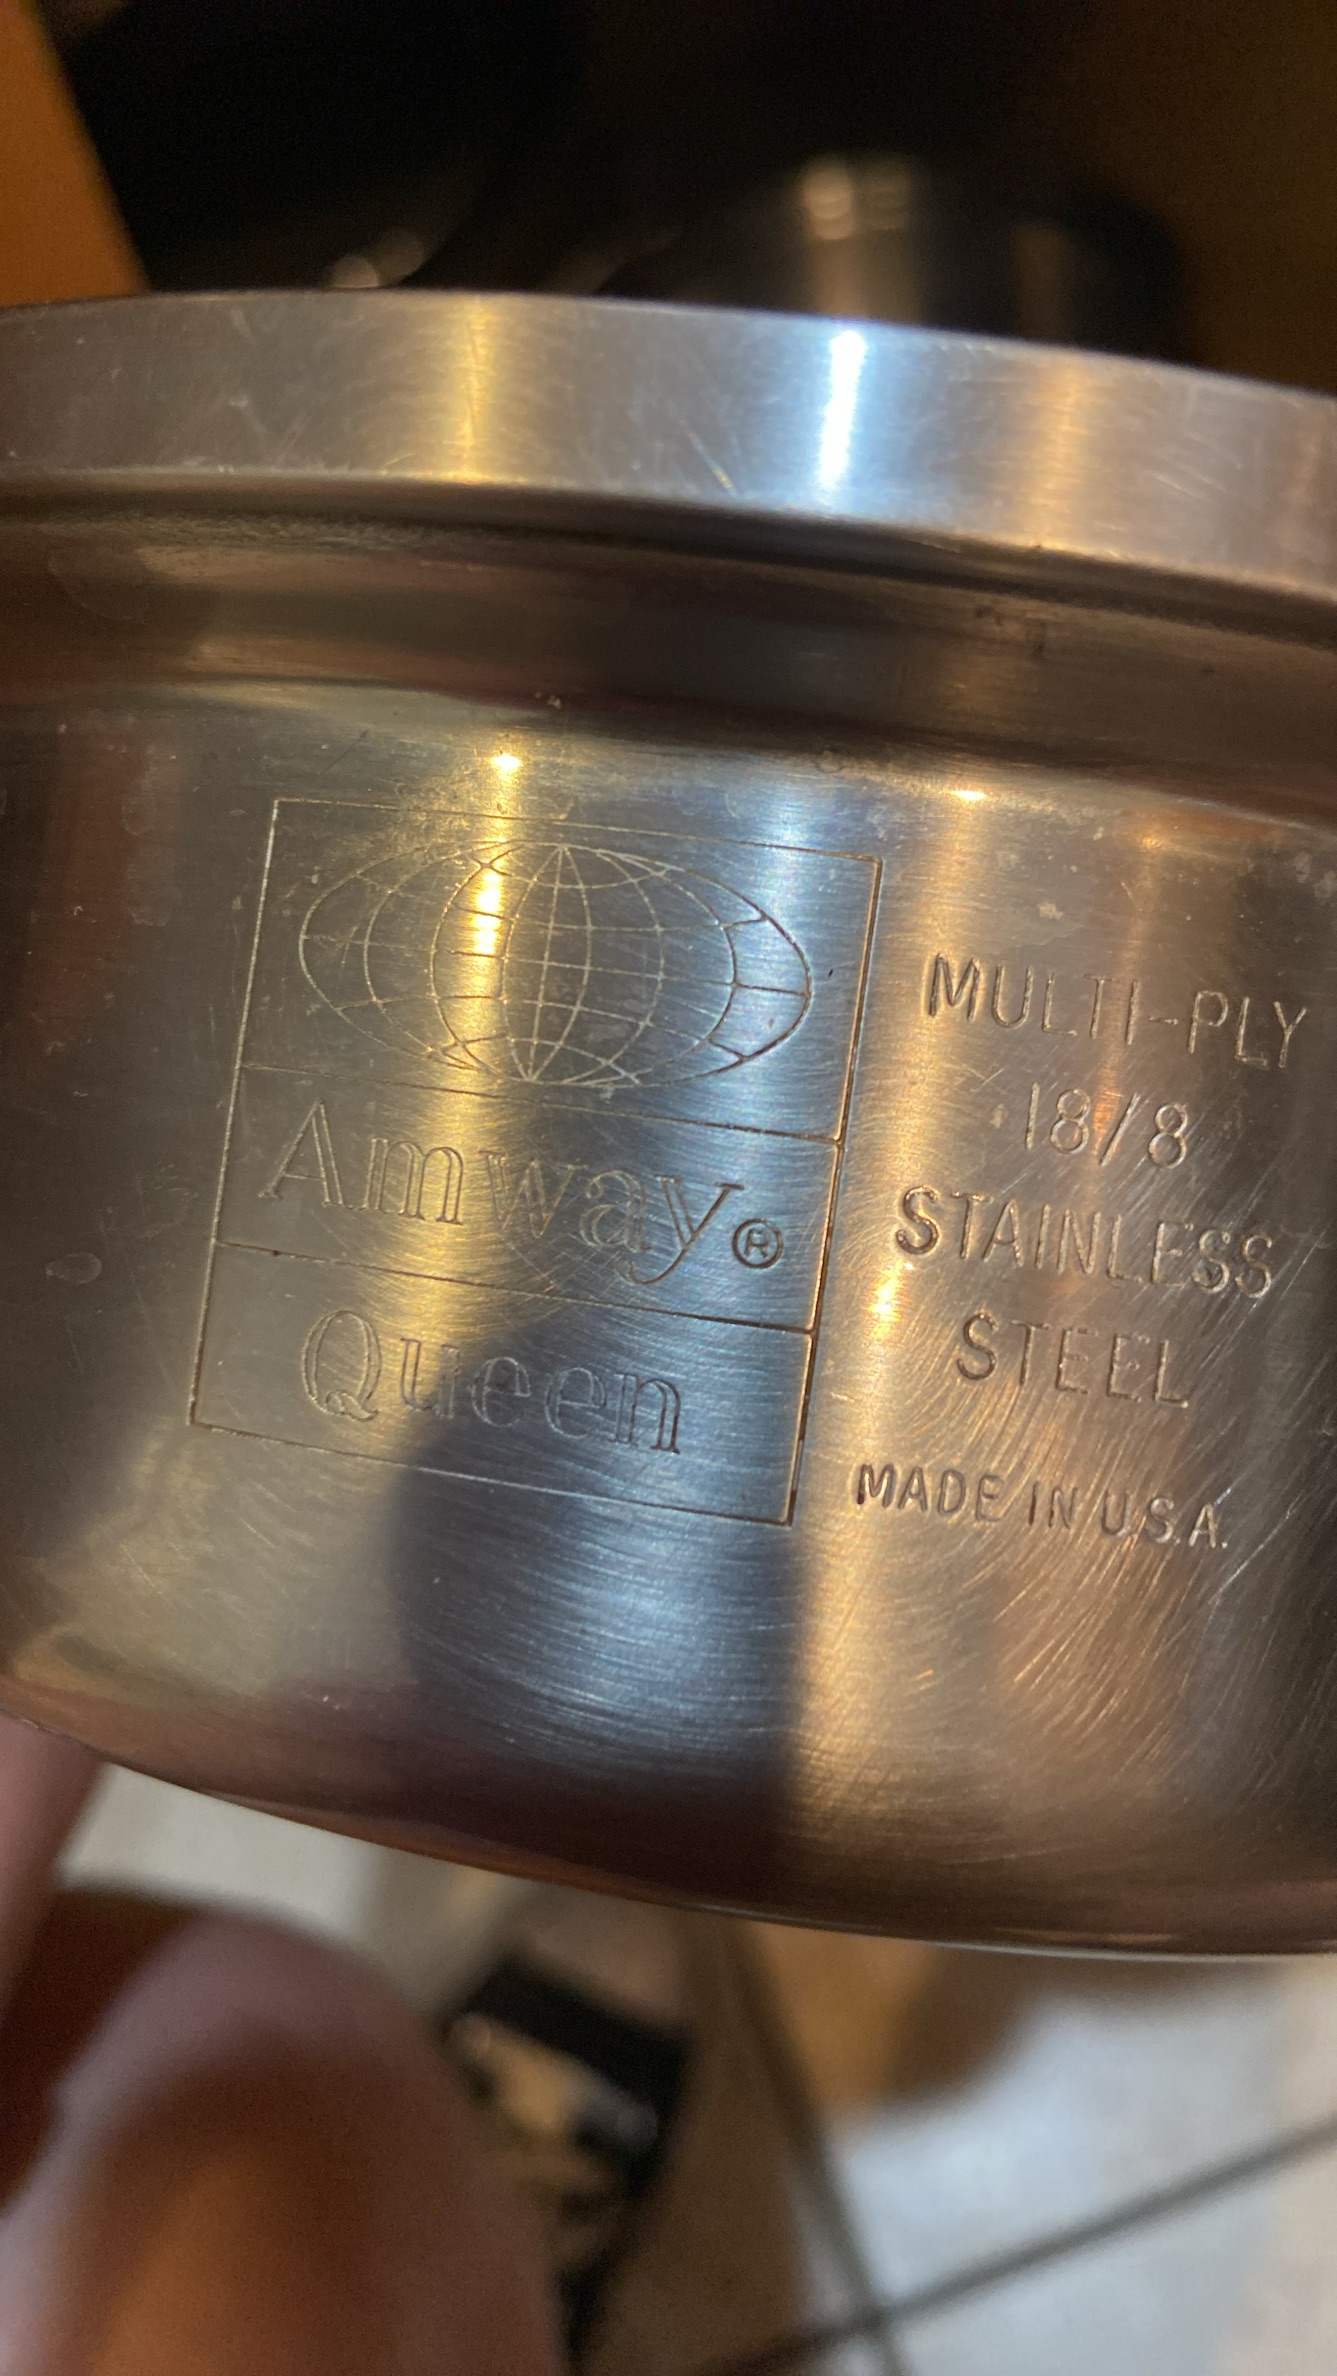 Amway®
Queen
MULTI-PLY
18/8
STAINLESS
STEEL
MADE IN U.S.A.